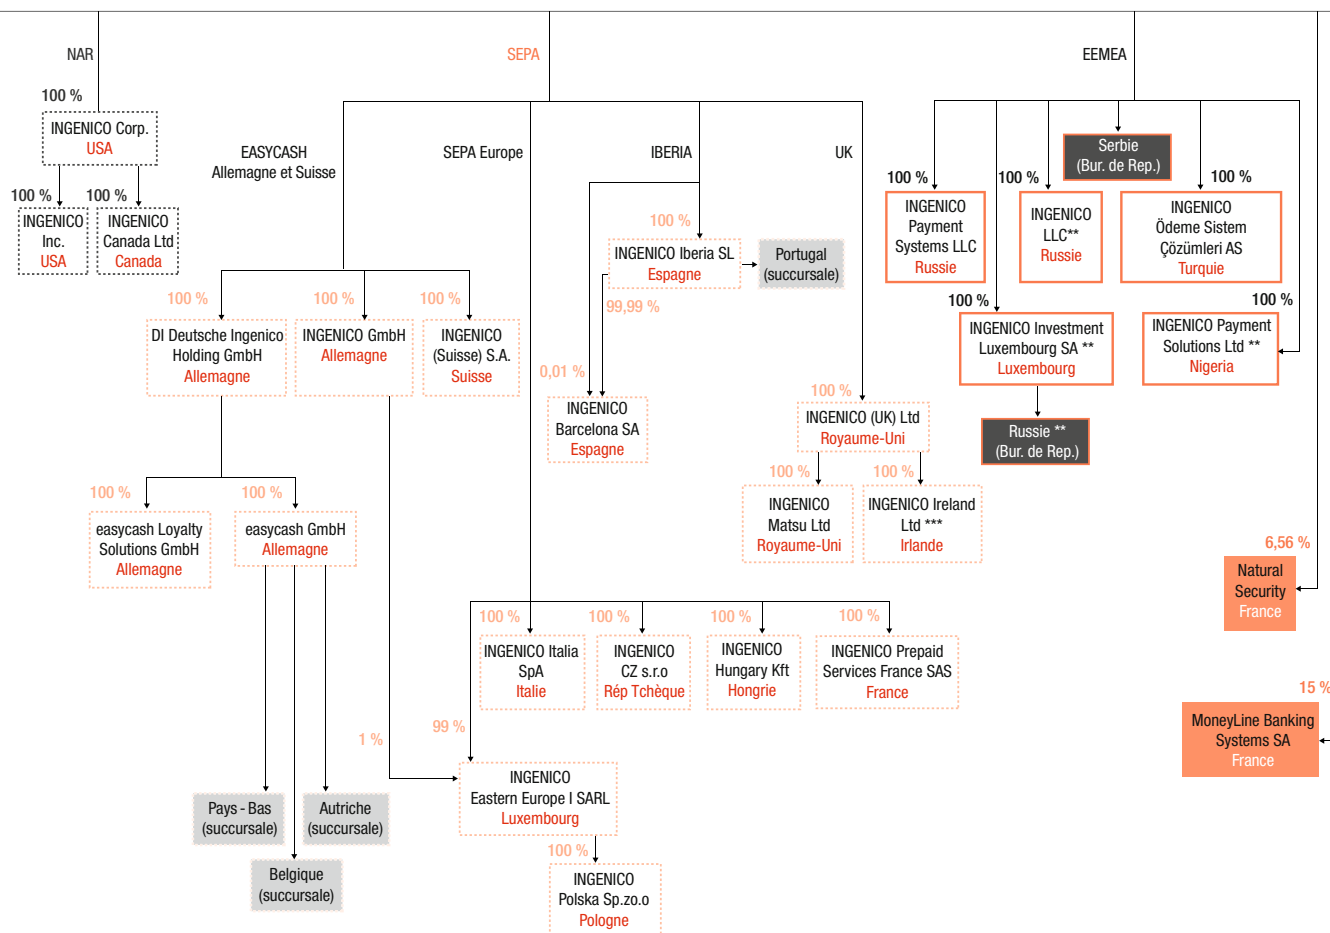 NAR
SEPA
EEMEA
100 %
INGENICO Corp.
USA
100 %
100 %
INGENICO
Inc.
USA
INGENICO
Canada Ltd
Canada
EASYCASH
Allemagne et Suisse
SEPA Europe
IBERIA
UK
100 %
DI Deutsche Ingenico
Holding GmbH
Allemagne
100 %
INGENICO GmbH
Allemagne
100 %
INGENICO
(Suisse) S.A.
Suisse
100 %
INGENICO Iberia SL
Espagne
Portugal
(succursale)
99,99 %
0,01 %
INGENICO
Barcelona SA
Espagne
100 %
INGENICO (UK) Ltd
Royaume-Uni
100 %
INGENICO
Matsu Ltd
Royaume-Uni
100 %
INGENICO Ireland
Ltd ***
Irlande
Serbie
(Bur. de Rep.)
100 %
INGENICO
Payment
Systems LLC
Russie
100 %
INGENICO
LLC**
Russie
100 %
INGENICO
Ödeme Sistem
Çözümleri AS
Turquie
100 %
INGENICO Investment
Luxembourg SA **
Luxembourg
100 %
INGENICO Payment
Solutions Ltd **
Nigeria
Russie **
(Bur. de Rep.)
100 %
easycash Loyalty
Solutions GmbH
Allemagne
100 %
easycash GmbH
Allemagne
6,56 %
Natural
Security
France
100 %
INGENICO Italia
SpA
Italie
100 %
INGENICO
CZ s.r.o
Rép Tchèque
100 %
INGENICO
Hungary Kft
Hongrie
100 %
INGENICO Prepaid
Services France SAS
France
15 %
MoneyLine Banking
Systems SA
France
1 %
99 %
INGENICO
Eastern Europe I SARL
Luxembourg
Pays - Bas
(succursale)
Autriche
(succursale)
Belgique
(succursale)
100 %
INGENICO
Polska Sp.zo.o
Pologne